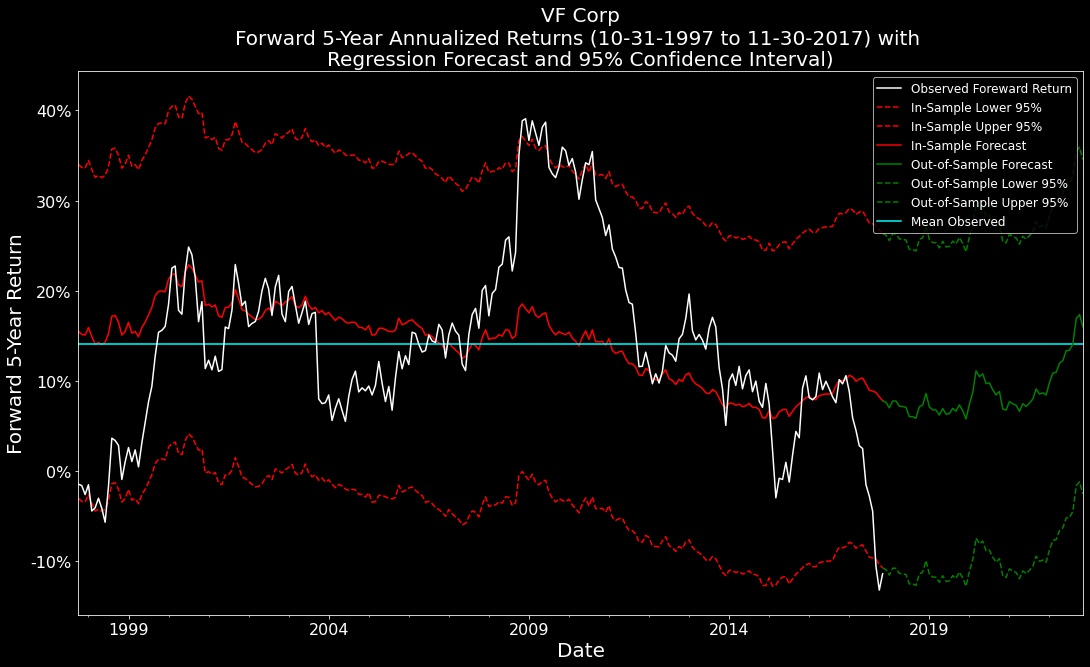 VF Corp
Forward 5-Year Annualized Returns (10-31-1997 to 11-30-2017) with
Regression Forecast and 95% Confidence Interval)
Observed Foreward Return
In-Sample Lower 95%
In-Sample Upper 95%
In-Sample Forecast
Out-of-Sample Forecast
Out-of-Sample Lower 95%
Out-of-Sample Upper 95%
Mean Observed
Forward 5-Year Return
40%
30%
20%
10%
0%
-10%
1999
2004
2009
2014
2019
Date